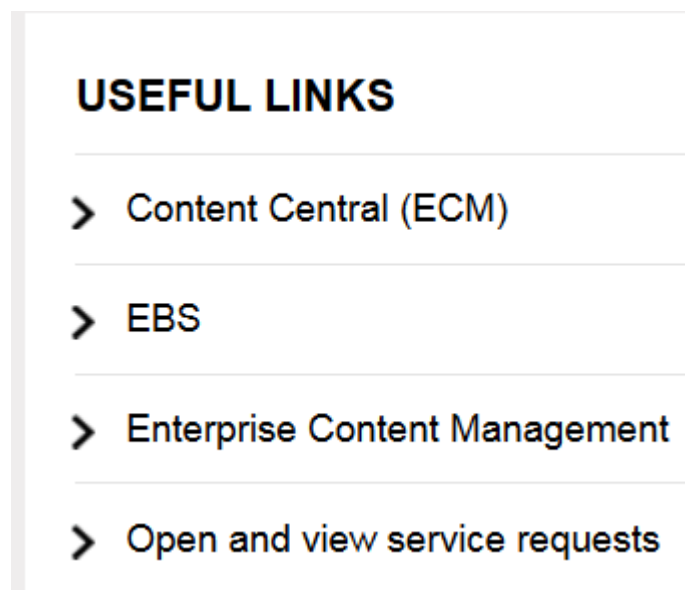 USEFUL LINKS
Content Central (ECM)
EBS
Enterprise Content Management
Open and view service requests